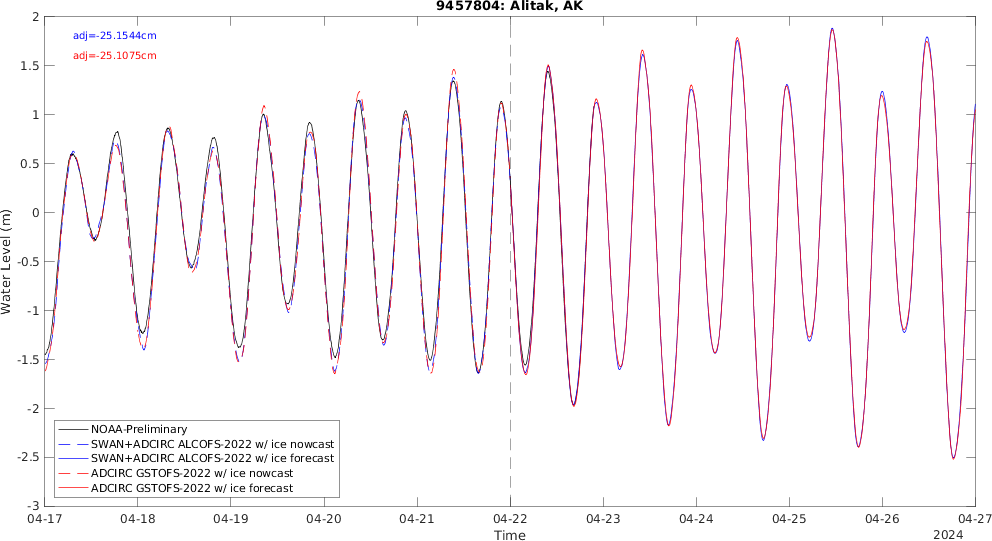 9457804: Alitak, AK
adj=-25.1544cm
adj=-25.1075cm
Water Level (m)
2
1.5
1
0.5
0
-0.5
-1
-1.5
-2
-2.5
-3
NOAA-Preliminary
SWAN+ADCIRC ALCOFS-2022 w/ ice nowcast
SWAN+ADCIRC ALCOFS-2022 w/ ice forecast
ADCIRC GSTOFS-2022 w/ ice nowcast
ADCIRC GSTOFS-2022 w/ ice forecast
04-17 04-18 04-19 04-20 04-21 04-22 04-23 04-24 04-25 04-26 04-27
Time
2024